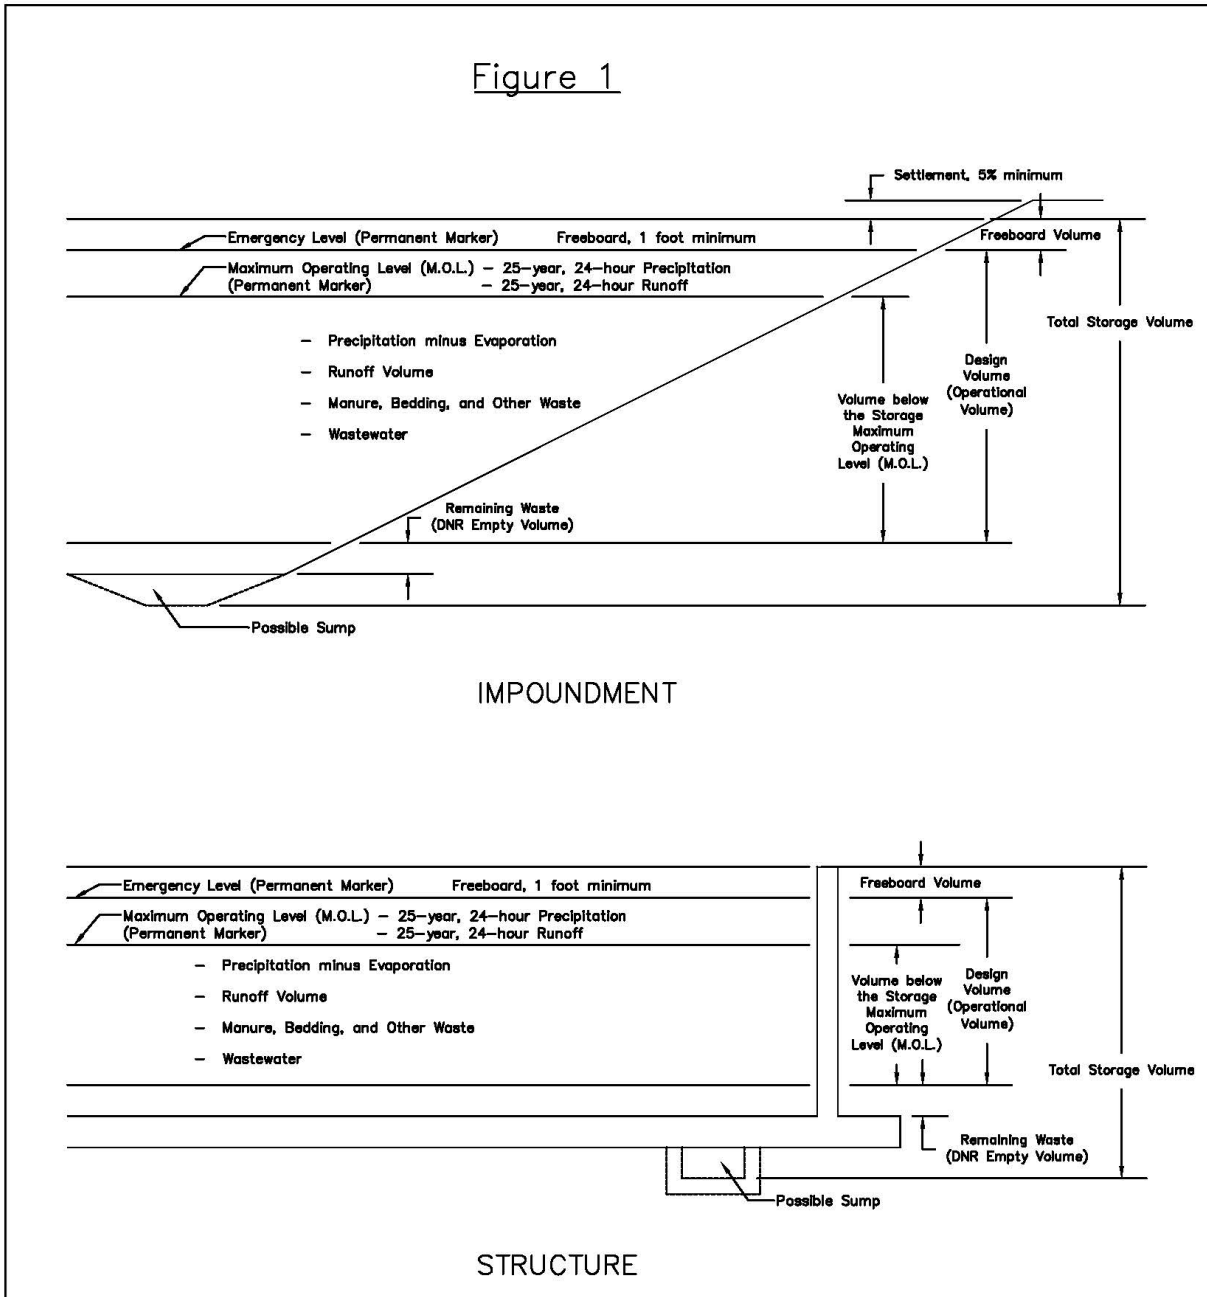 Figure 1
Settlement, 5% minimum
Emergency Level (Permanent Marker) Freeboard, 1 foot minimum
Freeboard Volume
Maximum Operating Level (M.O.L.) – 25-year, 24-hour Precipitation
(Permanent Marker) – 25-year, 24-hour Runoff
Total Storage Volume
– Precipitation minus Evaporation
– Runoff Volume
– Manure, Bedding, and Other Waste
– Wastewater
Design
Volume
(Operational
Volume)
Volume below
the Storage
Maximum
Operating
Level (M.O.L.)
Remaining Waste
(DNR Empty Volume)
Possible Sump
IMPOUNDMENT
Emergency Level (Permanent Marker) Freeboard, 1 foot minimum
Freeboard Volume
Maximum Operating Level (M.O.L.) – 25-year, 24-hour Precipitation
(Permanent Marker) – 25-year, 24-hour Runoff
– Precipitation minus Evaporation
– Runoff Volume
– Manure, Bedding, and Other Waste
– Wastewater
Volume below
the Storage
Maximum
Operating
Level (M.O.L.)
Design
Volume
(Operational
Volume)
Total Storage Volume
Remaining Waste
(DNR Empty Volume)
Possible Sump
STRUCTURE